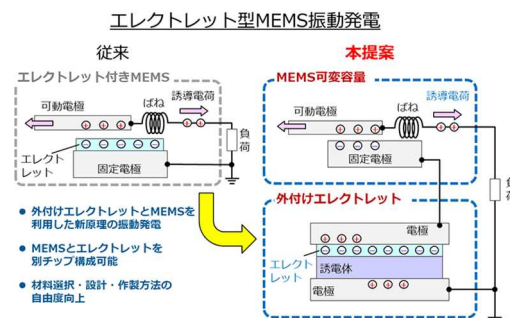 エレクトレット型MEMS振動発電
従来
本提案
エレクトレット付きMEMS
可動電極
ばね
誘導電荷
負荷
エレクト
レット
固定電極
MEMS可変容量
可動電極
ばね
誘導電荷
固定電極
負荷
外付けエレクトレット
電極
エレクト
レット
誘電体
電極
● 外付けエレクトレットとMEMSを
利用した新原理の振動発電
● MEMSとエレクトレットを
別チップ構成可能
● 材料選択・設計・作製方法の
自由度向上